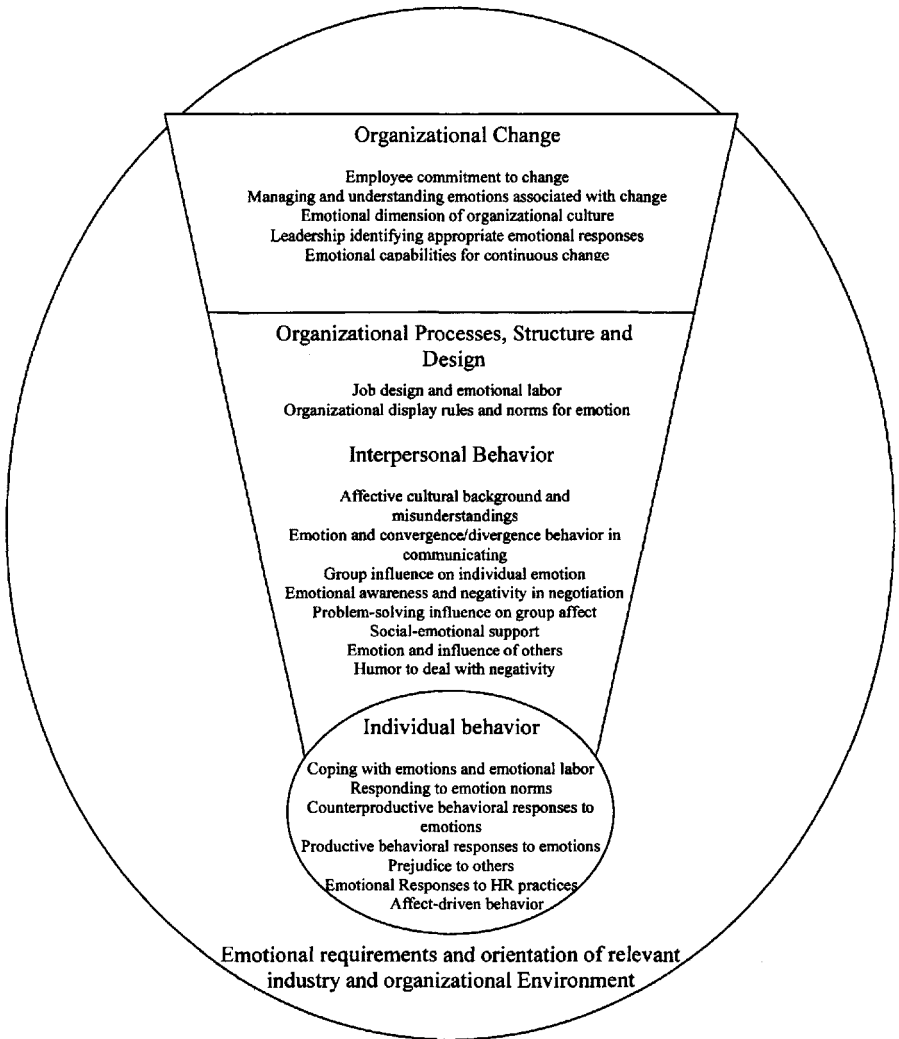 Organizational Change
Employee commitment to change
Managing and understanding emotions associated with change
Emotional dimension of organizational culture
Leadership identifying appropriate emotional responses
Emotional capabilities for continuous change
Organizational Processes, Structure and
Design
Job design and emotional labor
Organizational display rules and norms for emotion
Interpersonal Behavior
Affective cultural background and
misunderstandings
Emotion and convergence/divergence behavior in
communicating
Group influence on individual emotion
Emotional awareness and negativity in negotiation
Problem-solving influence on group affect
Social-emotional support
Emotion and influence of others
Humor to deal with negativity
Individual behavior
Coping with emotions and emotional labor
Responding to emotion norms
Counterproductive behavioral responses to
emotions
Productive behavioral responses to emotions
Prejudice to others
Emotional Responses to HR practices
Affect-driven behavior
Emotional requirements and orientation of relevant
industry and organizational Environment